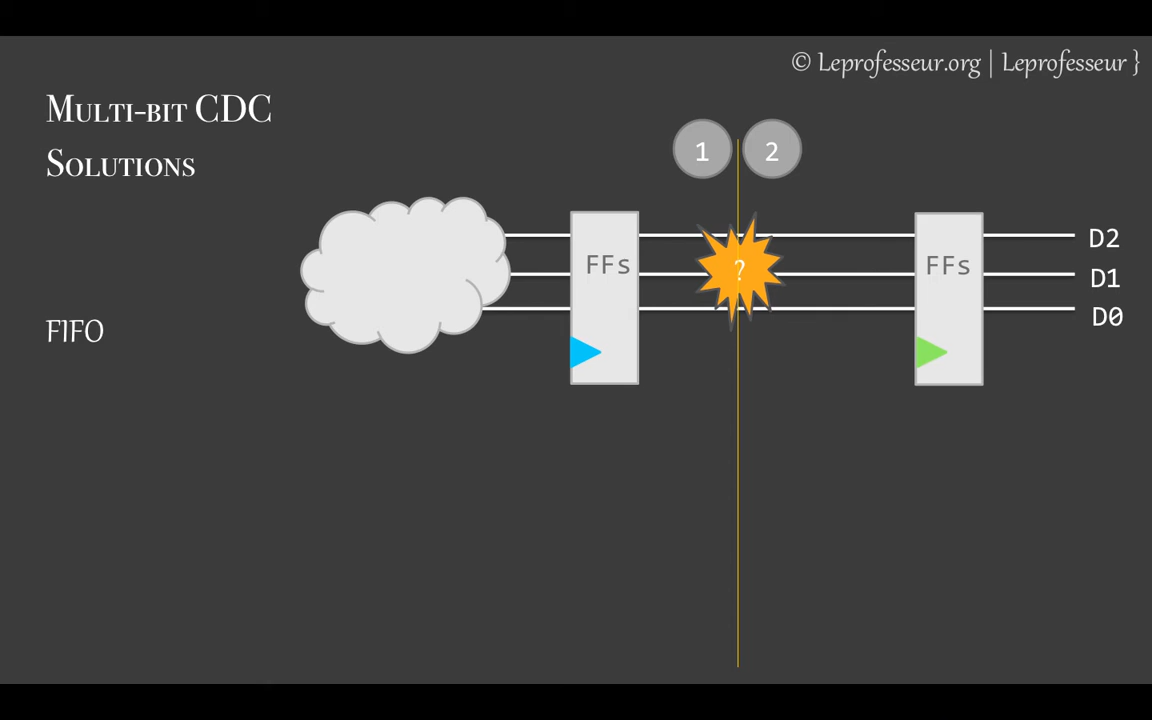 © Leprofesseur.org | Leprofesseur }
Multi-bit CDC
Solutions
1 2
FFs FFs
?
D2
D1
D0
FIFO